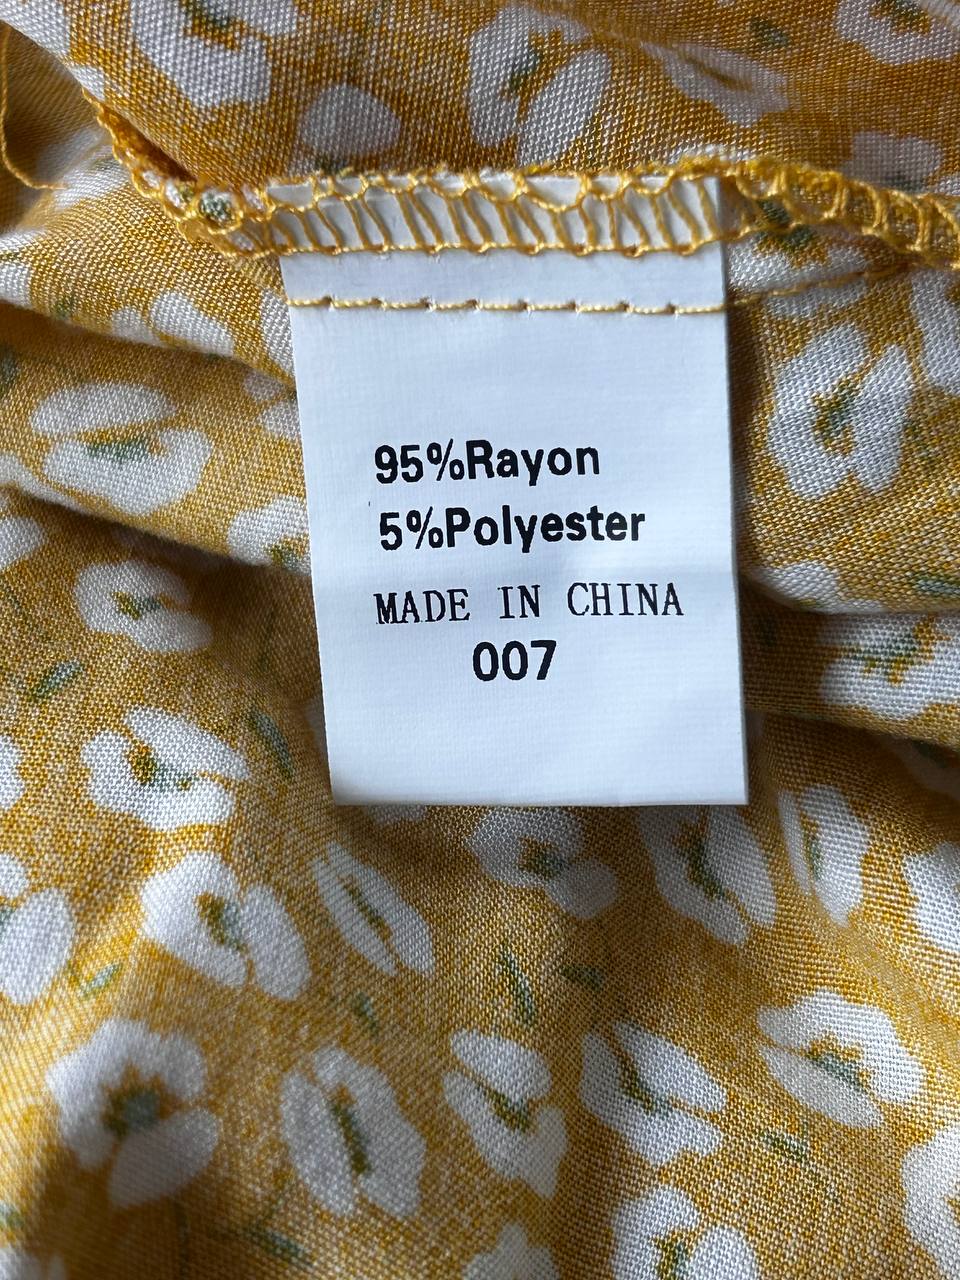 95%Rayon
5%Polyester
MADE IN CHINA
007